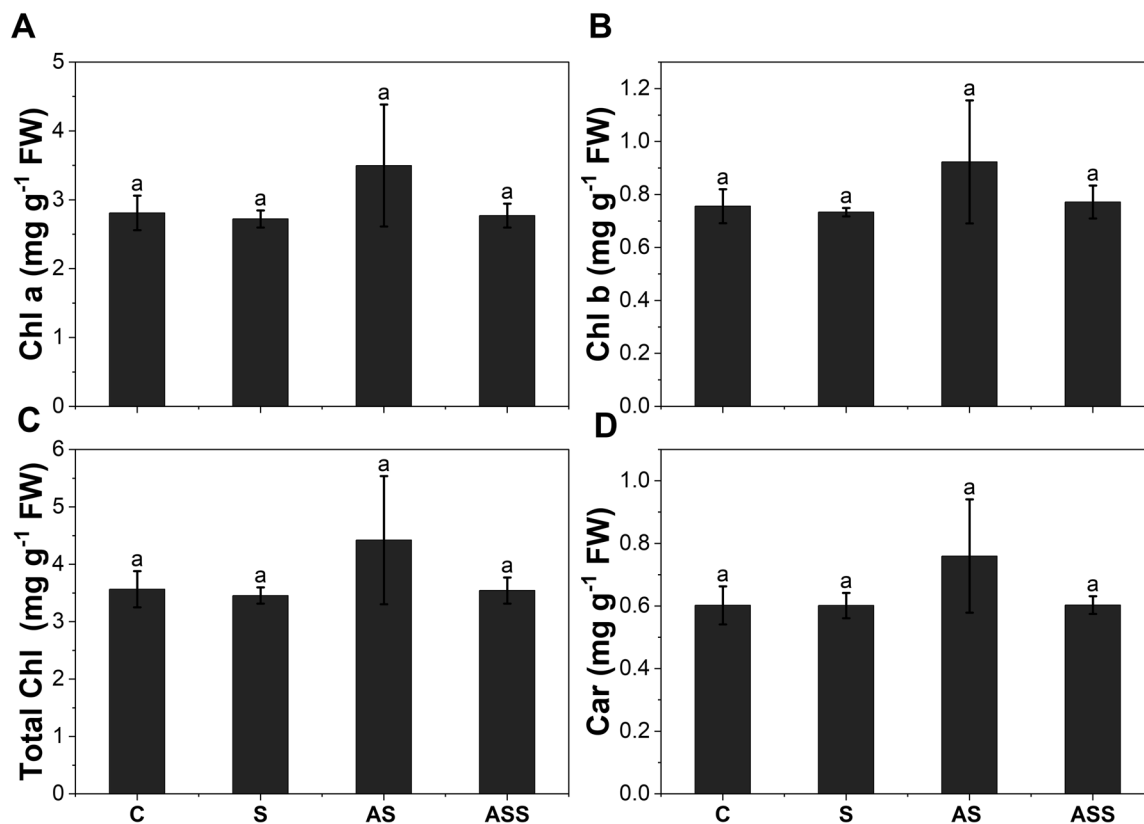 A
Chl a (mg g⁻¹ FW)
5
4
3
2
1
0
a
a
a
a
B
Chl b (mg g⁻¹ FW)
1.2
1.0
0.8
0.6
0.4
0.2
0.0
a
a
a
a
C
Total Chl (mg g⁻¹ FW)
6
5
4
3
2
1
0
a
a
a
a
C S AS ASS
D
Car (mg g⁻¹ FW)
1.0
0.8
0.6
0.4
0.2
0.0
a
a
a
a
C S AS ASS